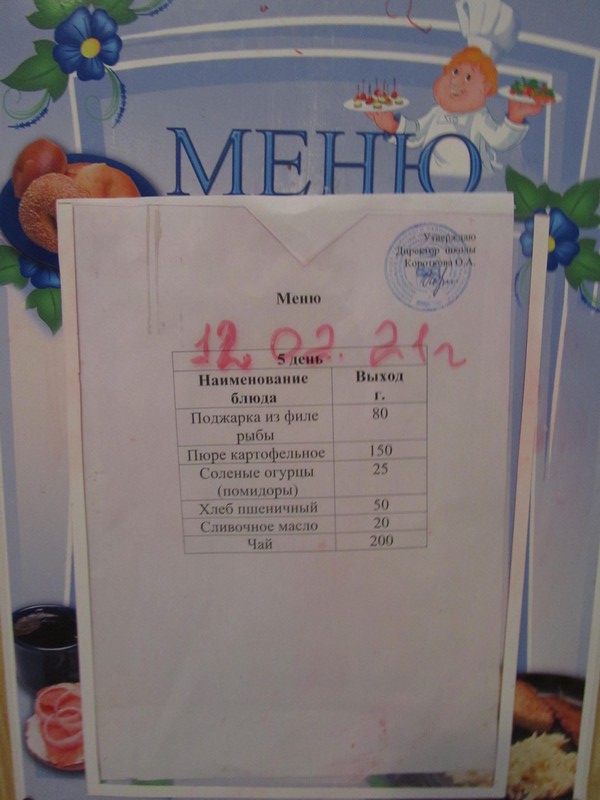 МЕНЮ
Утверждаю
Директор школы
Короткова О.А.
Меню
12 02. 21г
5 день
Наименование блюда Выход г.
Поджарка из филе рыбы 80
Пюре картофельное 150
Соленые огурцы (помидоры) 25
Хлеб пшеничный 50
Сливочное масло 20
Чай 200